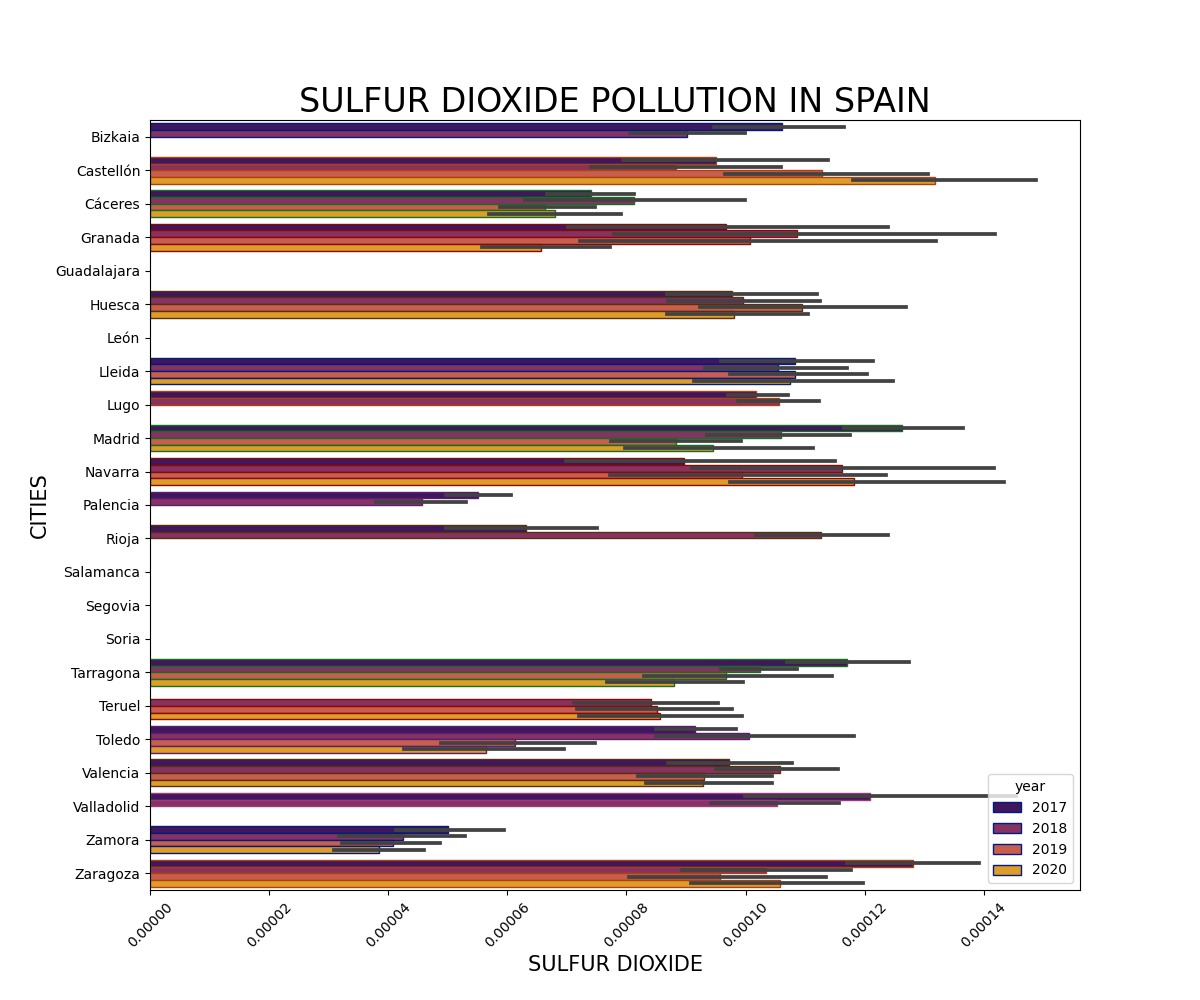 SULFUR DIOXIDE POLLUTION IN SPAIN
CITIES
Bizkaia
Castellón
Cáceres
Granada
Guadalajara
Huesca
León
Lleida
Lugo
Madrid
Navarra
Palencia
Rioja
Salamanca
Segovia
Soria
Tarragona
Teruel
Toledo
Valencia
Valladolid
Zamora
Zaragoza
year
2017
2018
2019
2020
0.00000
0.00002
0.00004
0.00006
0.00008
0.00010
0.00012
0.00014
SULFUR DIOXIDE